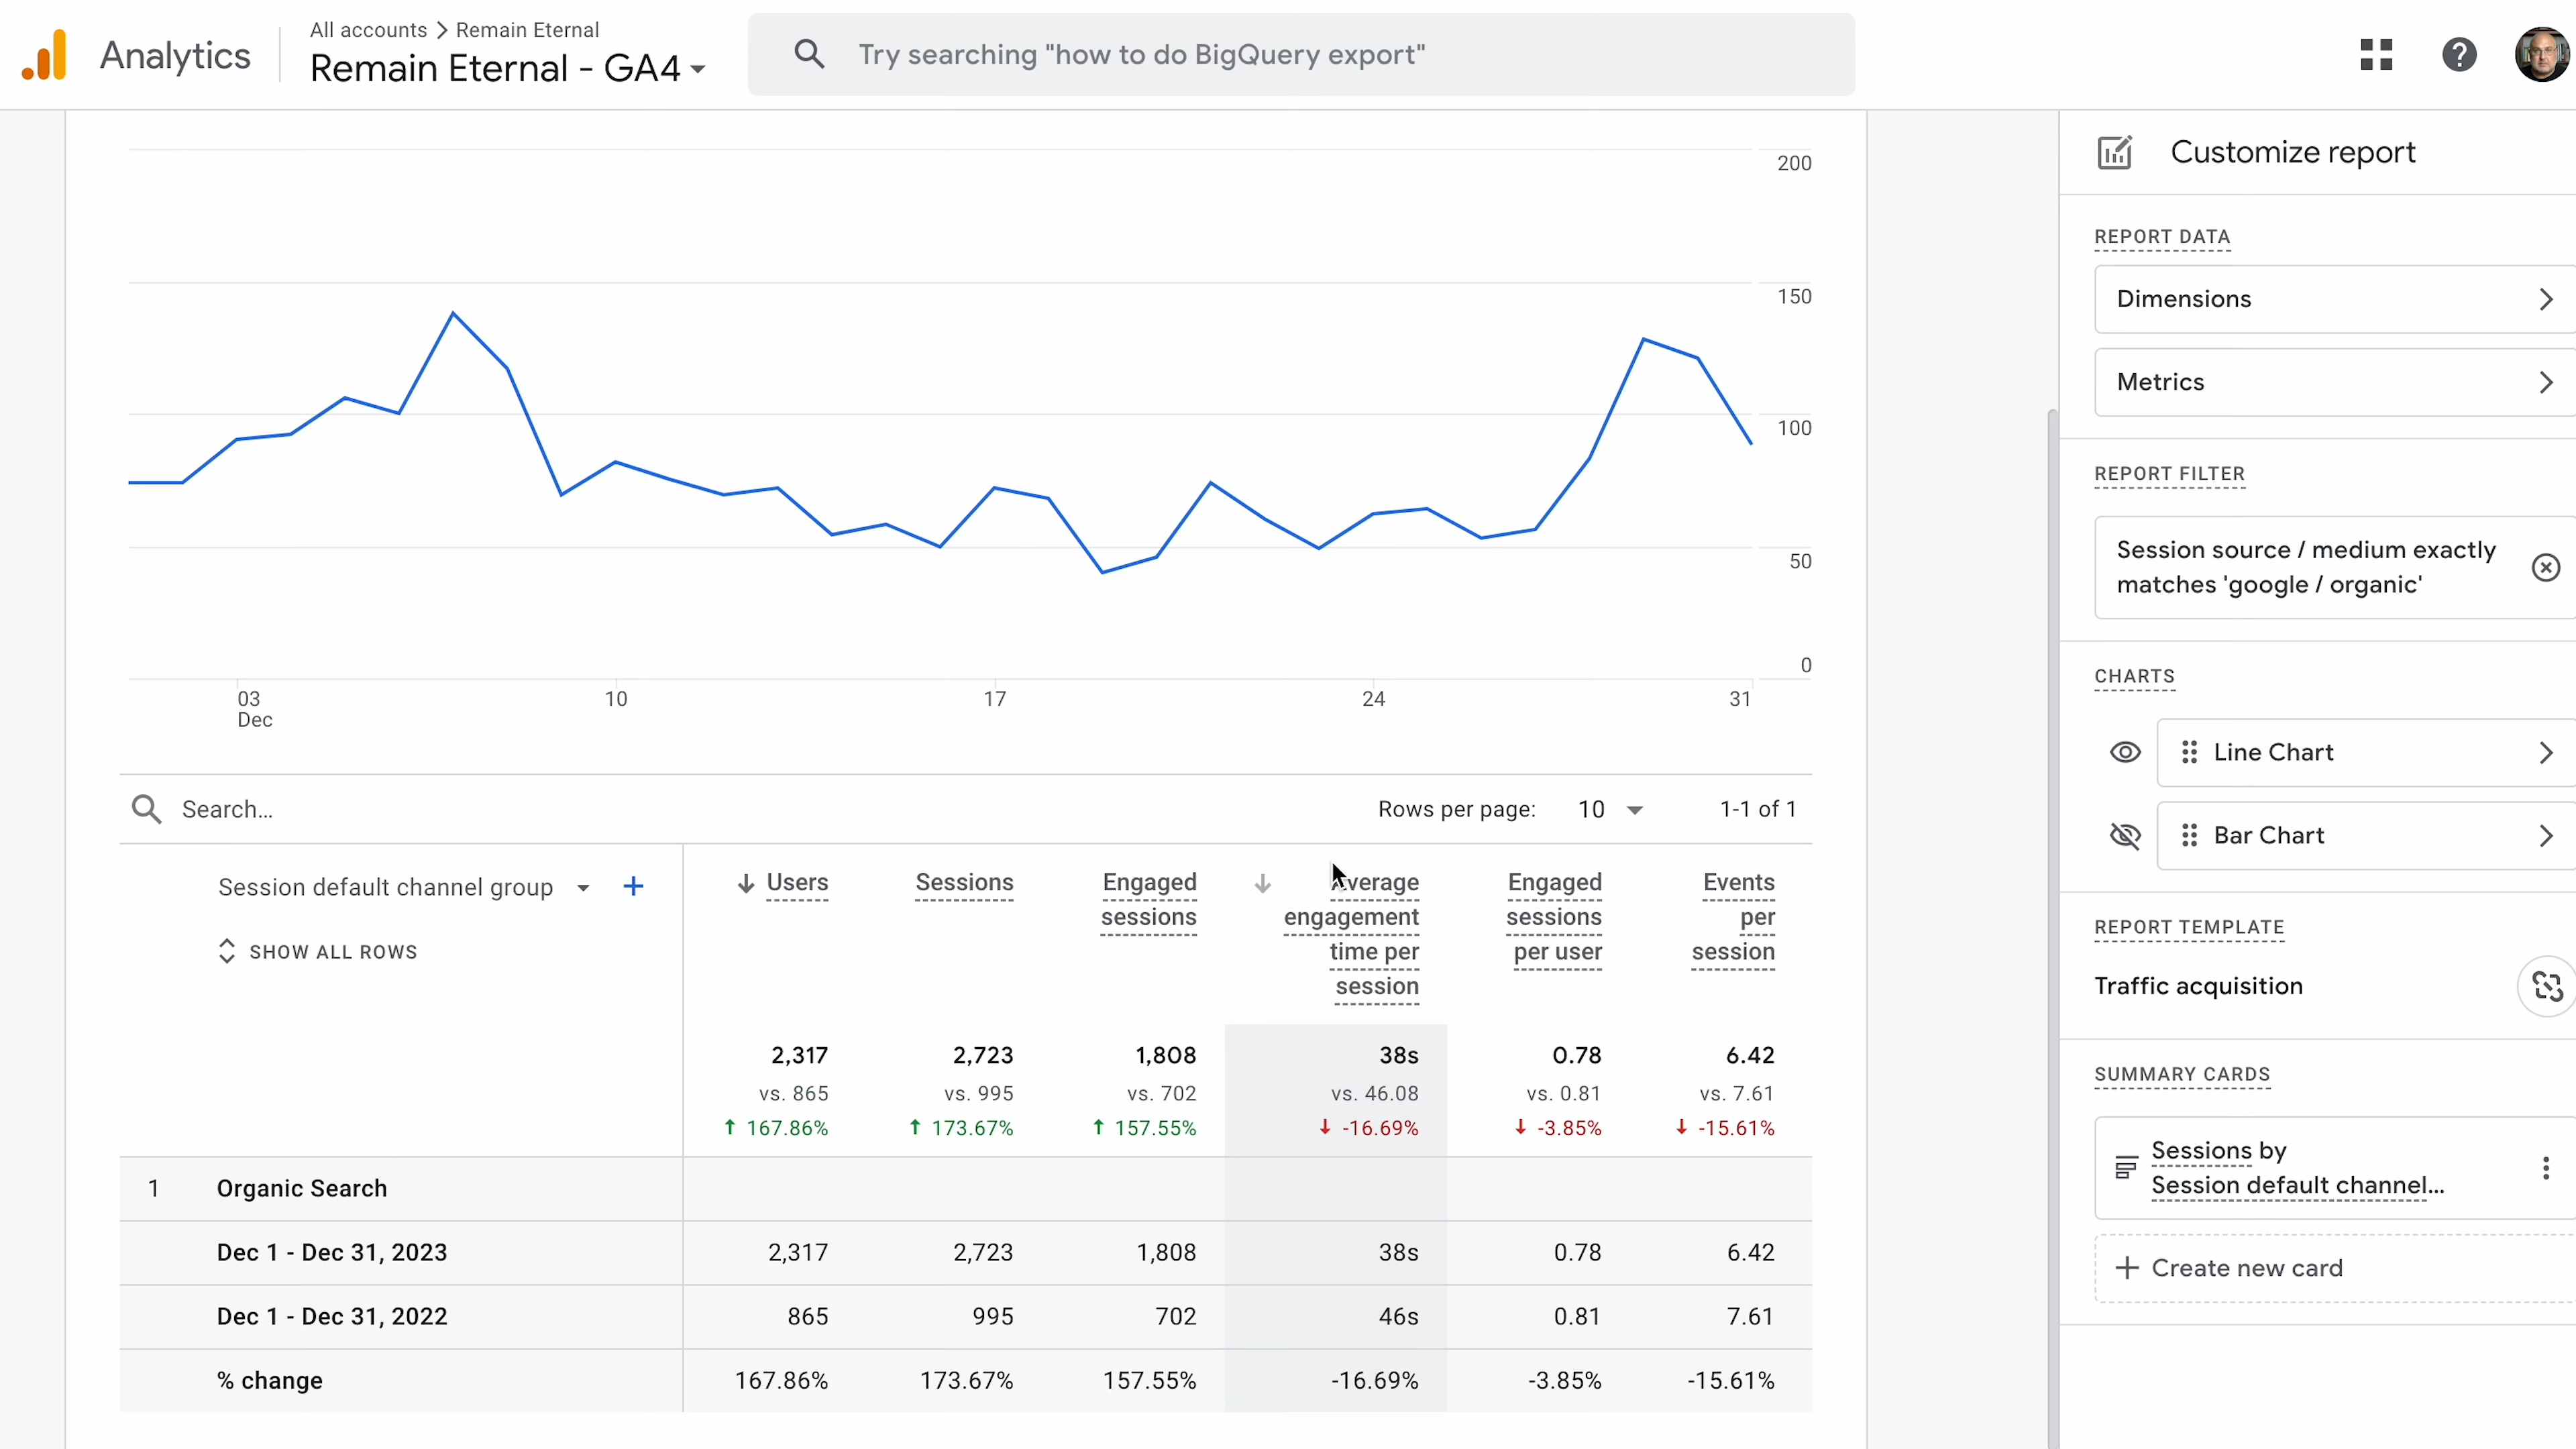 Analytics
All accounts > Remain Eternal
Remain Eternal - GA4
Try searching "how to do BigQuery export"
200
150
100
50
0
03
Dec
10
17
24
31
Search...
Rows per page: 10
1-1 of 1
Session default channel group
SHOW ALL ROWS
Users
Sessions
Engaged
sessions
Average
engagement
time per
session
Engaged
sessions
per user
Events
per
session
2,317 2,723 1,808 38s 0.78 6.42
vs. 865 vs. 995 vs. 702 vs. 46.08 vs. 0.81 vs. 7.61
↑ 167.86% ↑ 173.67% ↑ 157.55% ↓ -16.69% ↓ -3.85% ↓ -15.61%
1 Organic Search
Dec 1 - Dec 31, 2023 2,317 2,723 1,808 38s 0.78 6.42
Dec 1 - Dec 31, 2022 865 995 702 46s 0.81 7.61
% change 167.86% 173.67% 157.55% -16.69% -3.85% -15.61%
Customize report
REPORT DATA
Dimensions
Metrics
REPORT FILTER
Session source / medium exactly
matches 'google / organic'
CHARTS
Line Chart
Bar Chart
REPORT TEMPLATE
Traffic acquisition
SUMMARY CARDS
Sessions by
Session default channel...
+ Create new card